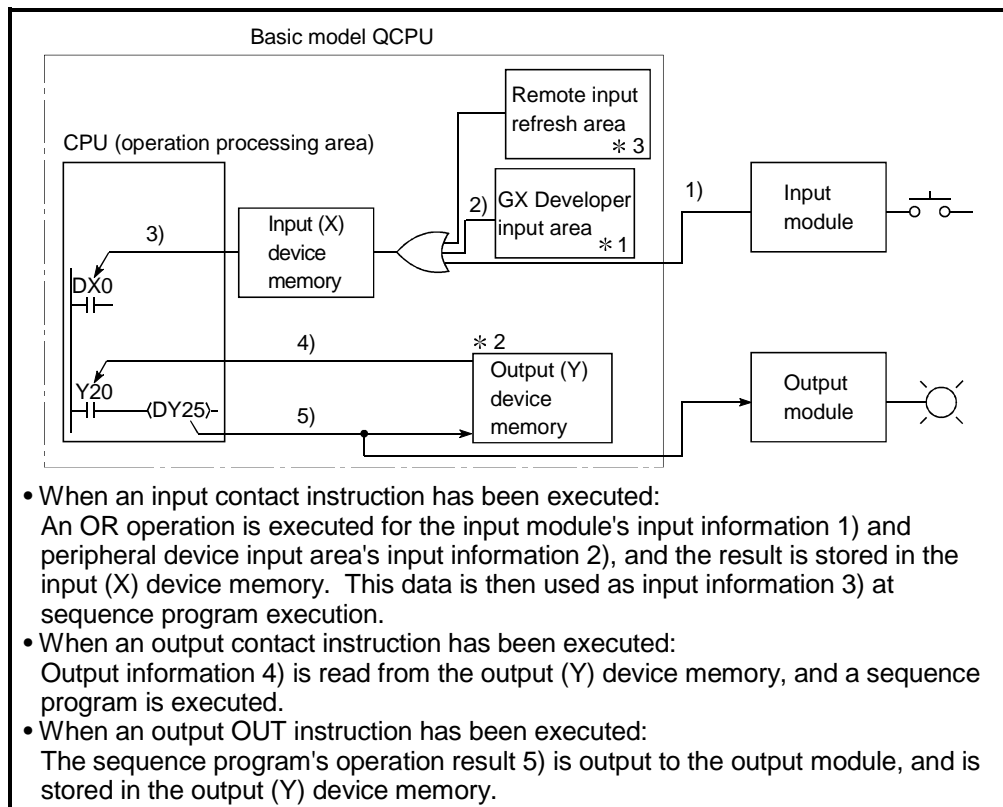 Basic model QCPU
Remote input
refresh area
＊3
CPU (operation processing area)
GX Developer
input area
＊1
1)
2)
Input
module
Input (X)
device
memory
3)
DX0
4)
＊2
Output (Y)
device
memory
Output
module
Y20
DY25
5)
• When an input contact instruction has been executed:
An OR operation is executed for the input module's input information 1) and
peripheral device input area's input information 2), and the result is stored in the
input (X) device memory. This data is then used as input information 3) at
sequence program execution.
• When an output contact instruction has been executed:
Output information 4) is read from the output (Y) device memory, and a sequence
program is executed.
• When an output OUT instruction has been executed:
The sequence program's operation result 5) is output to the output module, and is
stored in the output (Y) device memory.